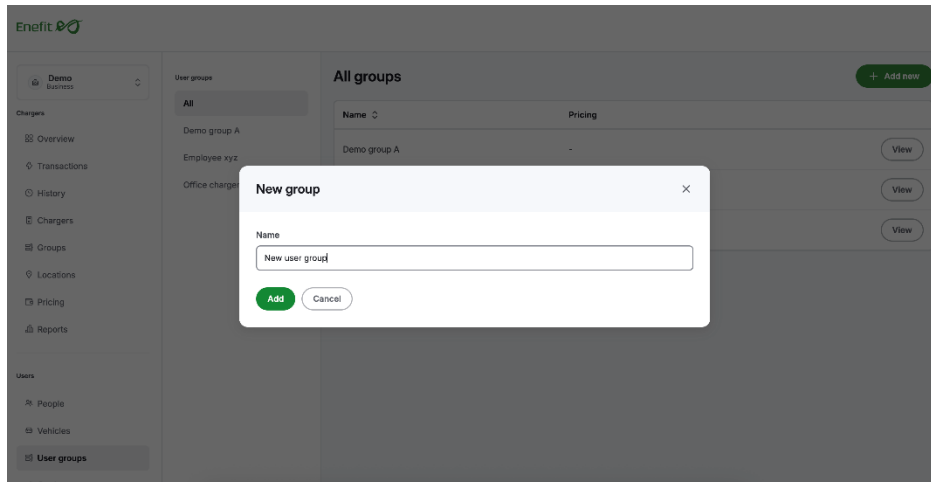 Enefit
Demo
Business
Chargers
Overview
Transactions
History
Chargers
Groups
Locations
Pricing
Reports
Users
People
Vehicles
User groups
User groups
All
Demo group A
Employee xyz
Office charger
All groups
+ Add new
Name Pricing
Demo group A - View
View
View
New group
Name
New user group
Add Cancel